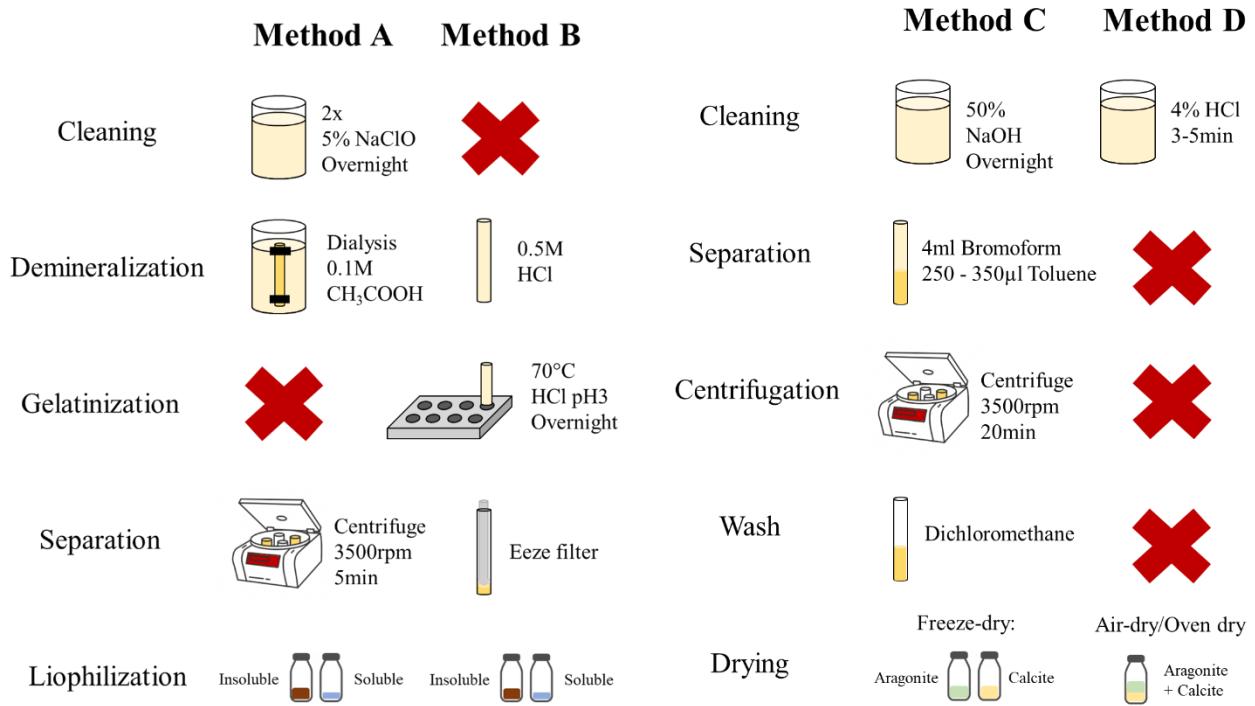 Method A
Method B
Cleaning
2x
5% NaClO
Overnight
Demineralization
Dialysis
0.1M
CH₃COOH
0.5M
HCl
Gelatinization
70°C
HCl pH3
Overnight
Separation
Centrifuge
3500rpm
5min
Eeze filter
Liophilization
Insoluble
Soluble
Insoluble
Soluble
Method C
Method D
Cleaning
50%
NaOH
Overnight
4% HCl
3-5min
Separation
4ml Bromoform
250 - 350µl Toluene
Centrifugation
Centrifuge
3500rpm
20min
Wash
Dichloromethane
Drying
Freeze-dry:
Aragonite
Calcite
Air-dry/Oven dry
Aragonite
+ Calcite